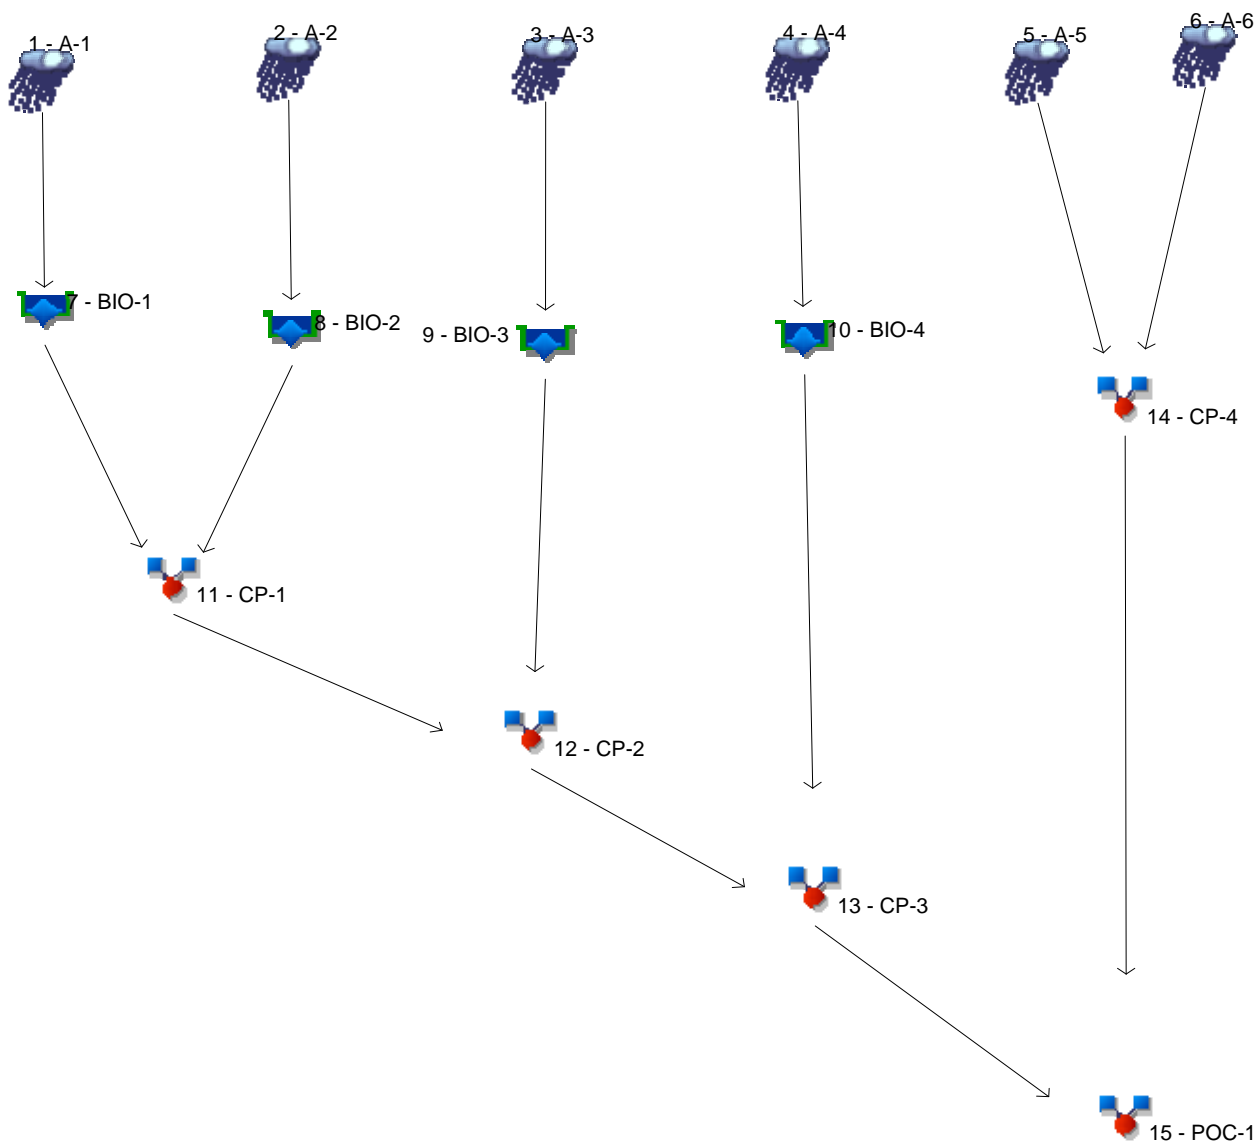 1 - A-1
2 - A-2
3 - A-3
4 - A-4
5 - A-5
6 - A-6
7 - BIO-1
8 - BIO-2
9 - BIO-3
10 - BIO-4
14 - CP-4
11 - CP-1
12 - CP-2
13 - CP-3
15 - POC-1